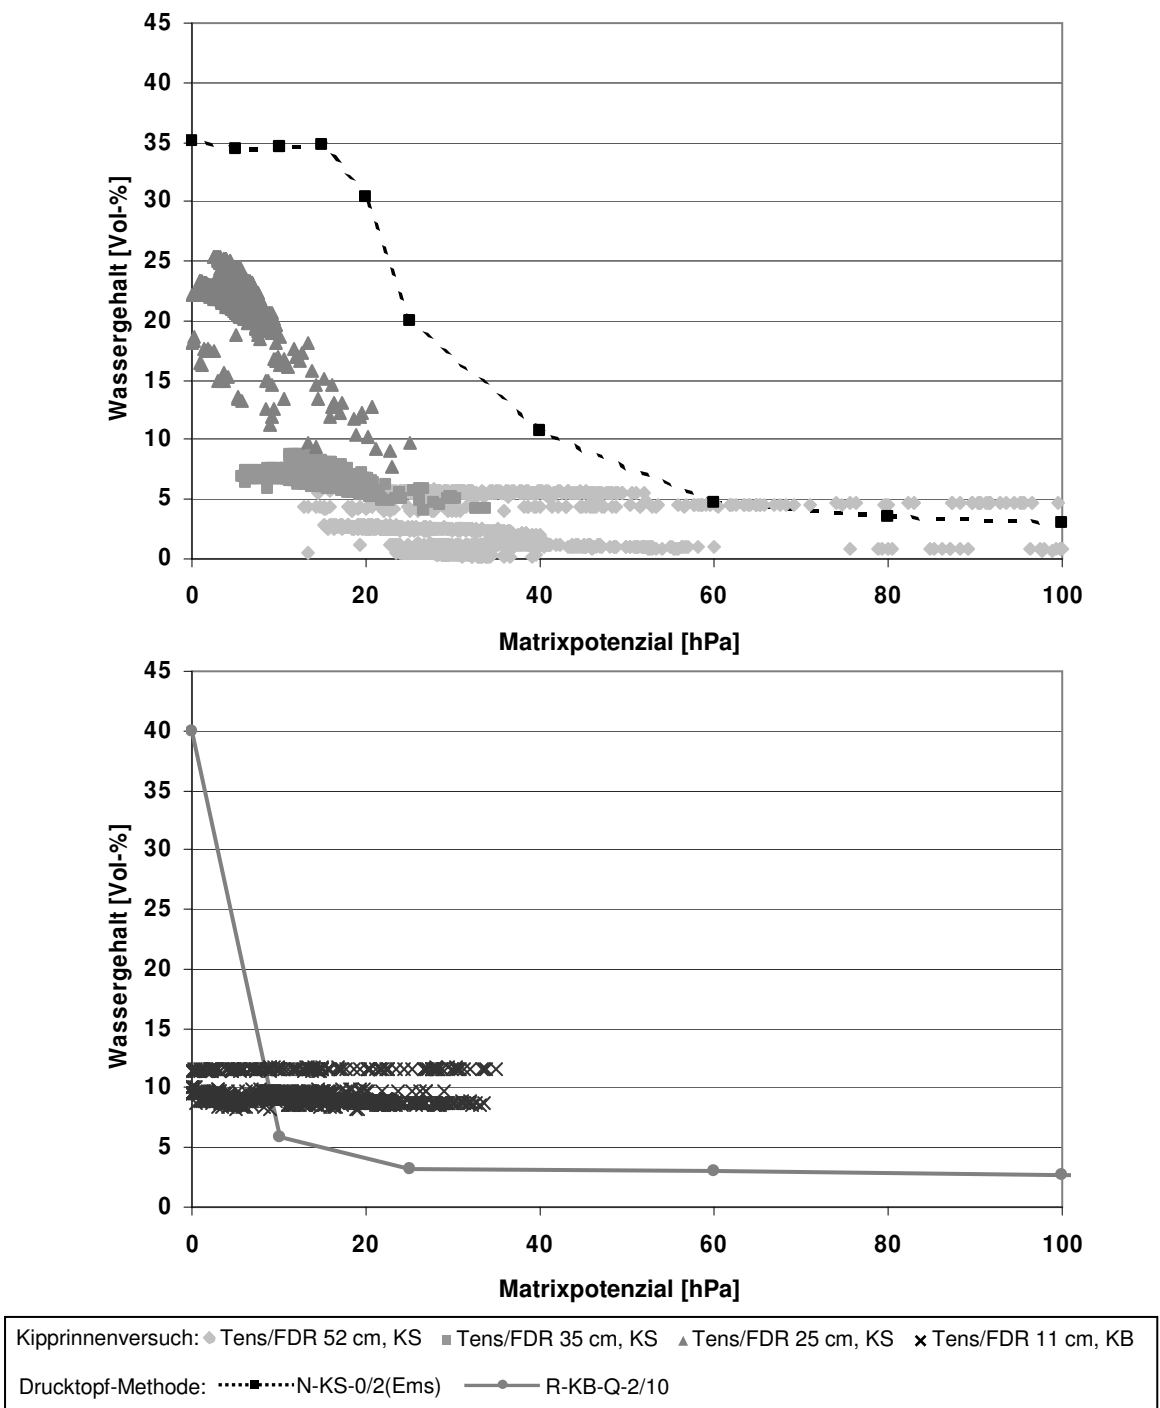 45
40
35
30
25
20
15
10
5
0
Wassergehalt [Vol-%]
0 20 40 60 80 100
Matrixpotenzial [hPa]
45
40
35
30
25
20
15
10
5
0
Wassergehalt [Vol-%]
0 20 40 60 80 100
Matrixpotenzial [hPa]
Kipprinnenversuch: Tens/FDR 52 cm, KS Tens/FDR 35 cm, KS Tens/FDR 25 cm, KS Tens/FDR 11 cm, KB
Drucktopf-Methode: N-KS-0/2(Ems) R-KB-Q-2/10